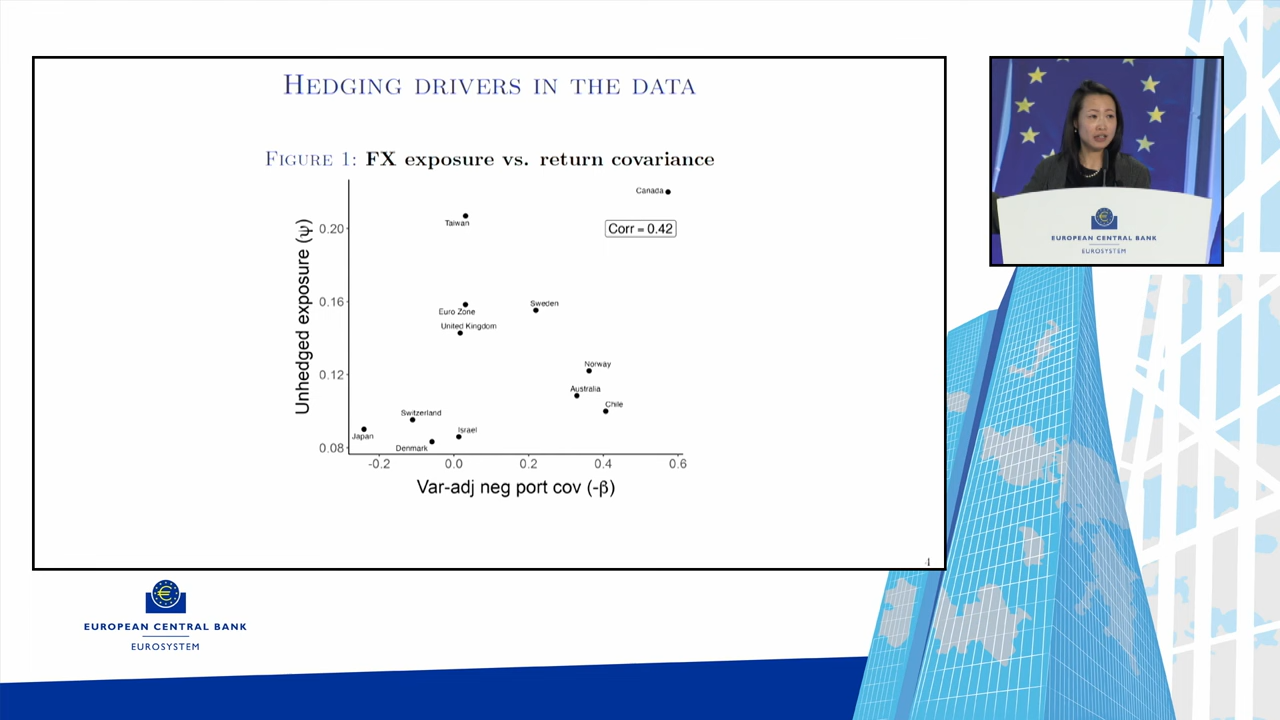 HEDGING DRIVERS IN THE DATA
FIGURE 1: FX exposure vs. return covariance
Unhedged exposure (ψ)
0.20
0.16
0.12
0.08
Canada
Corr = 0.42
Taiwan
Sweden
Euro Zone
United Kingdom
Norway
Australia
Chile
Switzerland
Israel
Japan
Denmark
-0.2 0.0 0.2 0.4 0.6
Var-adj neg port cov (-β)
4
EUROPEAN CENTRAL BANK
EUROSYSTEM
EUROPEAN CENTRAL BANK
EUROSYSTEM